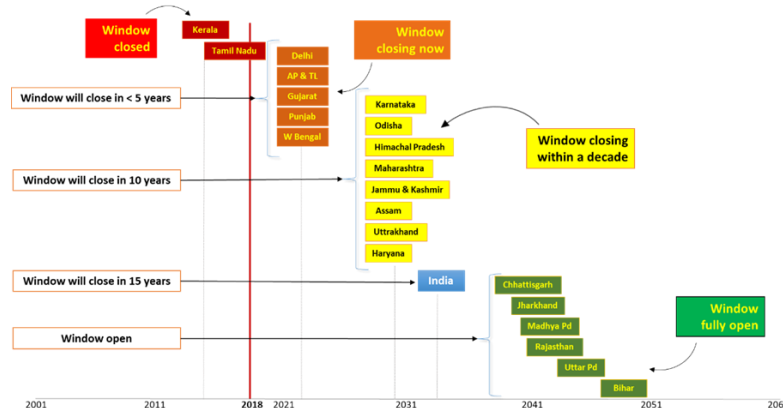 Window
closed
Kerala
Tamil Nadu
Delhi
AP & TL
Gujarat
Punjab
W Bengal
Window
closing now
Window will close in < 5 years
Karnataka
Odisha
Himachal Pradesh
Maharashtra
Jammu & Kashmir
Assam
Uttrakhand
Haryana
Window closing
within a decade
Window will close in 10 years
Window will close in 15 years
India
Chhattisgarh
Jharkhand
Madhya Pd
Rajasthan
Uttar Pd
Bihar
Window
fully open
Window open
2001
2011
2018
2021
2031
2041
2051
206